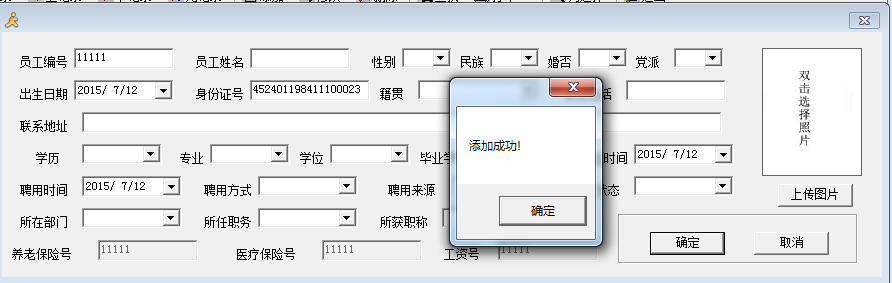 员工编号 11111 员工姓名 性别 民族 婚否 党派
出生日期 2015/ 7/12 身份证号 452401198411100023 籍贯
联系地址
学历 专业 学位 毕业 时间 2015/ 7/12
聘用时间 2015/ 7/12 聘用方式 聘用来源 状态
所在部门 所任职务 所获职称
养老保险号 11111 医疗保险号 11111 工资号 11111
双击选择照片
上传图片
确定 取消
添加成功!
确定